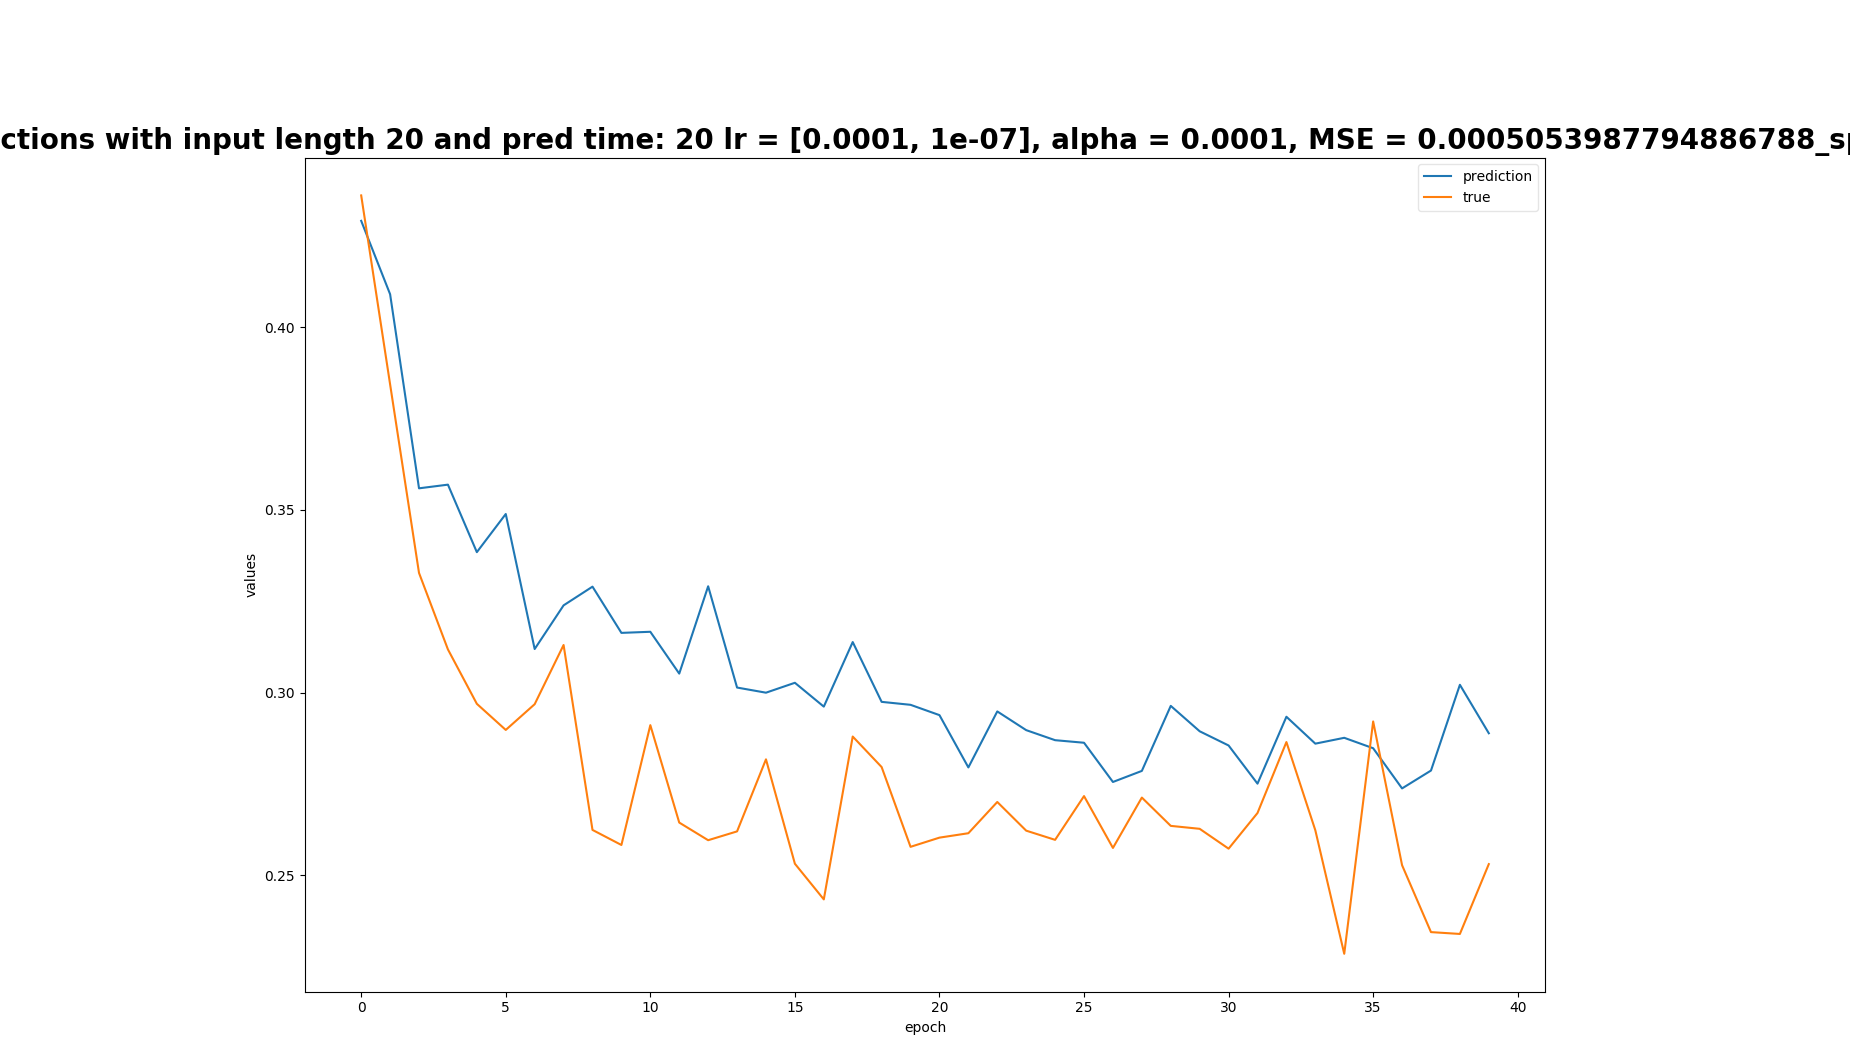 ctions with input length 20 and pred time: 20 lr = [0.0001, 1e-07], alpha = 0.0001, MSE = 0.0005053987794886788_sp
prediction
true
0.40
0.35
0.30
0.25
values
0 5 10 15 20 25 30 35 40
epoch